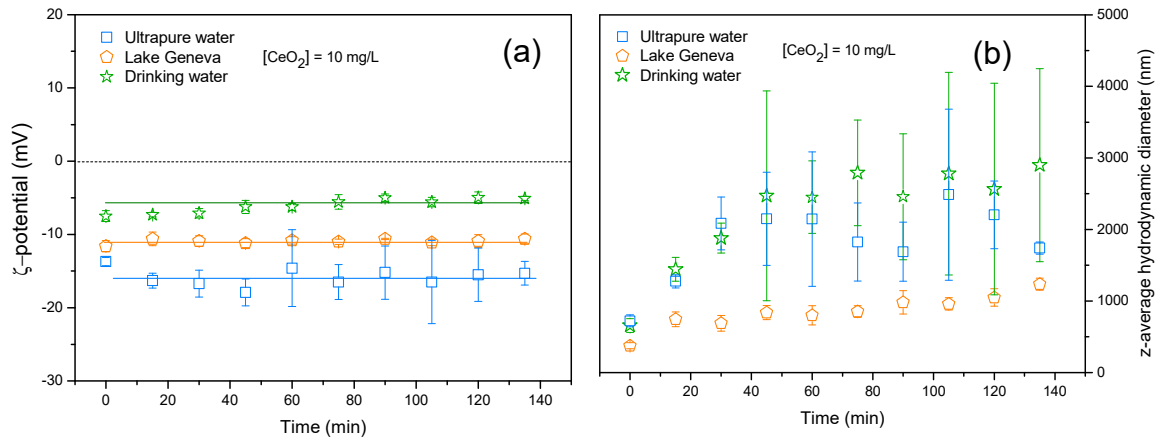 (a)
Ultrapure water
Lake Geneva
Drinking water
[CeO₂] = 10 mg/L
ζ–potential (mV)
20
10
0
-10
-20
-30
0 20 40 60 80 100 120 140
Time (min)
(b)
Ultrapure water
Lake Geneva
Drinking water
[CeO₂] = 10 mg/L
5000
4000
3000
2000
1000
0
z-average hydrodynamic diameter (nm)
0 20 40 60 80 100 120 140
Time (min)